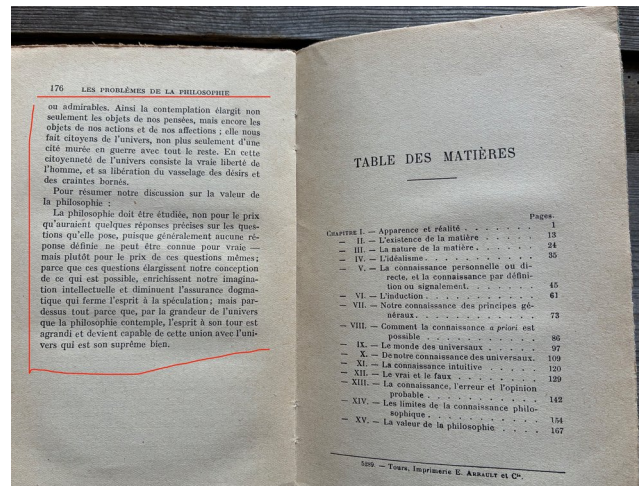 176 LES PROBLÈMES DE LA PHILOSOPHIE
ou admirables. Ainsi la contemplation élargit non
seulement les objets de nos pensées, mais encore les
objets de nos actions et de nos affections ; elle nous
fait citoyens de l'univers, non plus seulement d'une
cité murée en guerre avec tout le reste. En cette
citoyenneté de l'univers consiste la vraie liberté de
l'homme, et sa libération du vasselage des désirs et
des craintes bornés.
Pour résumer notre discussion sur la valeur de
la philosophie :
La philosophie doit être étudiée, non pour le prix
qu'auraient quelques réponses précises sur les ques-
tions qu'elle pose, puisque généralement aucune ré-
ponse définie ne peut être connue pour vraie —
mais plutôt pour le prix de ces questions mêmes;
parce que ces questions élargissent notre conception
de ce qui est possible, enrichissent notre imagina-
tion intellectuelle et diminuent l'assurance dogma-
tique qui ferme l'esprit à la spéculation; mais par-
dessus tout parce que, par la grandeur de l'univers
que la philosophie contemple, l'esprit à son tour est
agrandi et devient capable de cette union avec l'uni-
vers qui est son suprême bien.
TABLE DES MATIÈRES
Pages.
CHAPITRE I. — Apparence et réalité . . . . . . . 1
— II. — L'existence de la matière . . . . . . 13
— III. — La nature de la matière . . . . . . 24
— IV. — L'idéalisme . . . . . . . . . . 35
— V. — La connaissance personnelle ou di-
recte, et la connaissance par défini-
tion ou signalement. . . . . . . 45
— VI. — L'induction . . . . . . . . . . 61
— VII. — Notre connaissance des principes gé-
néraux. . . . . . . . . . . 73
— VIII. — Comment la connaissance a priori est
possible . . . . . . . . . . 86
— IX. — Le monde des universaux . . . . . 97
— X. — De notre connaissance des universaux. 109
— XI. — La connaissance intuitive . . . . . 120
— XII. — Le vrai et le faux . . . . . . . . 129
— XIII. — La connaissance, l'erreur et l'opinion
probable . . . . . . . . . . 142
— XIV. — Les limites de la connaissance philo-
sophique . . . . . . . . . . 154
— XV. — La valeur de la philosophie . . . . . 167
5289. — Tours, Imprimerie E. ARRAULT et Cie.